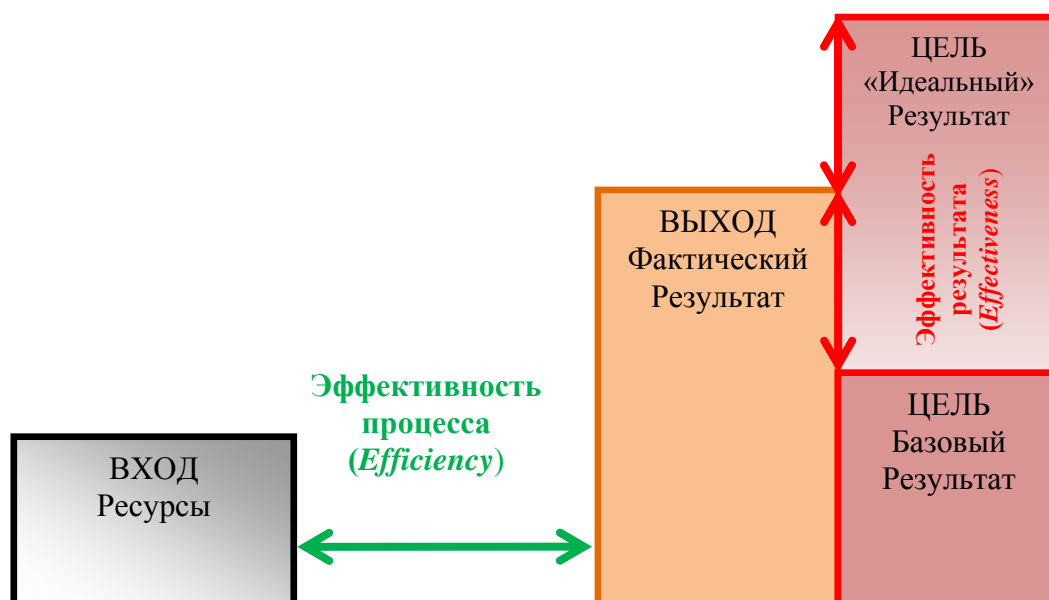 ЦЕЛЬ
«Идеальный»
Результат
Эффективность
результата
(Effectiveness)
ВЫХОД
Фактический
Результат
Эффективность
процесса
(Efficiency)
ЦЕЛЬ
Базовый
Результат
ВХОД
Ресурсы